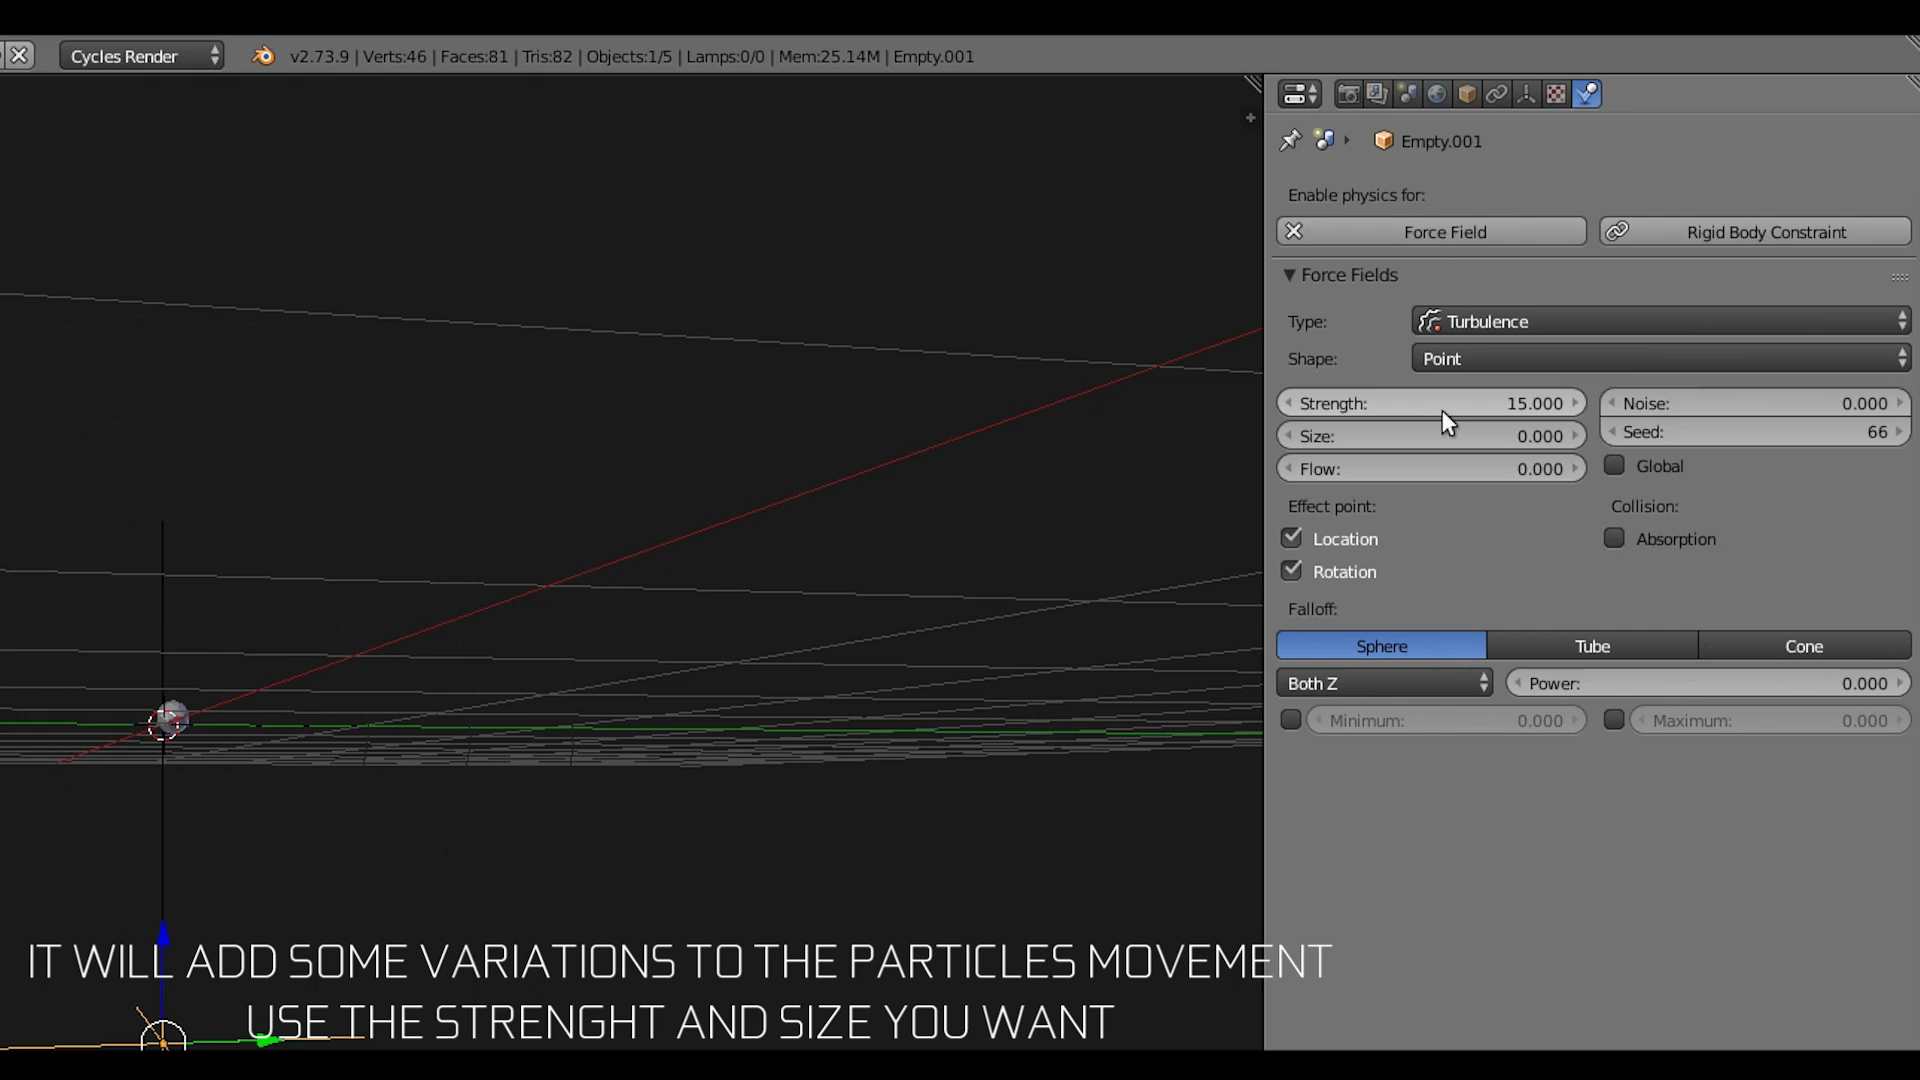 Cycles Render
v2.73.9 | Verts:46 | Faces:81 | Tris:82 | Objects:1/5 | Lamps:0/0 | Mem:25.14M | Empty.001
Empty.001
Enable physics for:
Force Field
Rigid Body Constraint
Force Fields
Type: Turbulence
Shape: Point
Strength: 15.000
Noise: 0.000
Size: 0.000
Seed: 66
Flow: 0.000
Global
Effect point:
Collision:
Location
Absorption
Rotation
Falloff:
Sphere Tube Cone
Both Z
Power: 0.000
Minimum: 0.000
Maximum: 0.000
IT WILL ADD SOME VARIATIONS TO THE PARTICLES MOVEMENT
USE THE STRENGHT AND SIZE YOU WANT